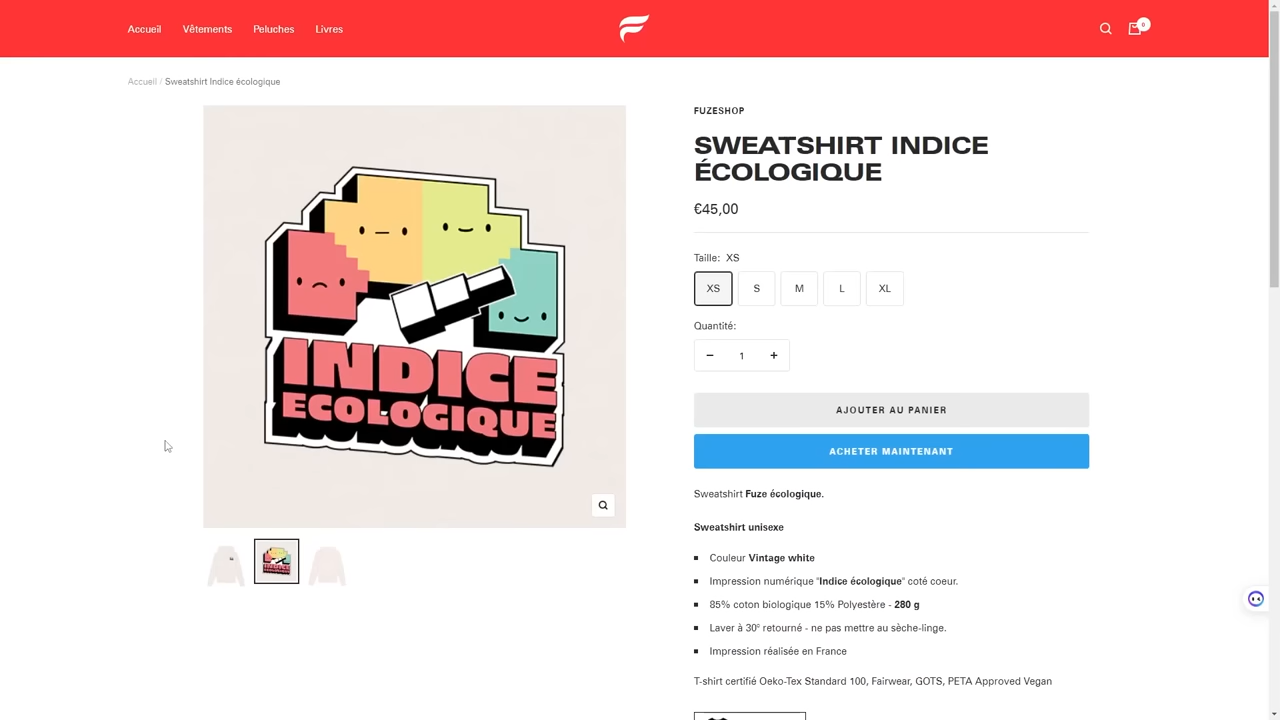 Accueil Vêtements Peluches Livres
0
Accueil / Sweatshirt Indice écologique
INDICE
ECOLOGIQUE
FUZESHOP
SWEATSHIRT INDICE
ÉCOLOGIQUE
€45,00
Taille: XS
XS S M L XL
Quantité:
− 1 +
AJOUTER AU PANIER
ACHETER MAINTENANT
Sweatshirt Fuze écologique.
Sweatshirt unisexe
Couleur Vintage white
Impression numérique "Indice écologique" coté coeur.
85% coton biologique 15% Polyestère - 280 g
Laver à 30° retourné - ne pas mettre au sèche-linge.
Impression réalisée en France
T-shirt certifié Oeko-Tex Standard 100, Fairwear, GOTS, PETA Approved Vegan